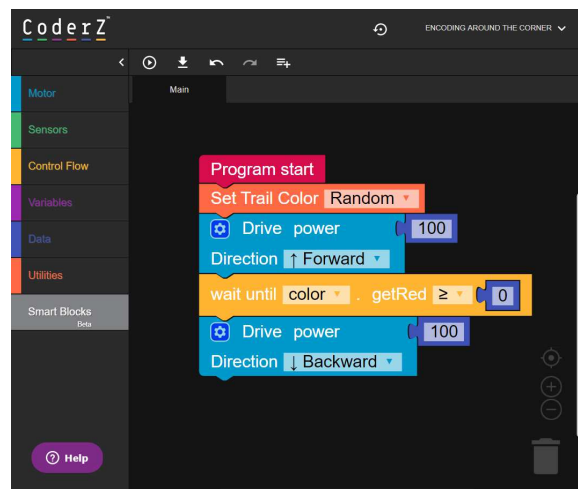 CoderZ
ENCODING AROUND THE CORNER
Main
Motor
Sensors
Control Flow
Variables
Data
Utilities
Smart Blocks
Beta
Help
Program start
Set Trail Color Random
Drive power 100
Direction ↑ Forward
wait until color . getRed ≥ 0
Drive power 100
Direction ↓ Backward